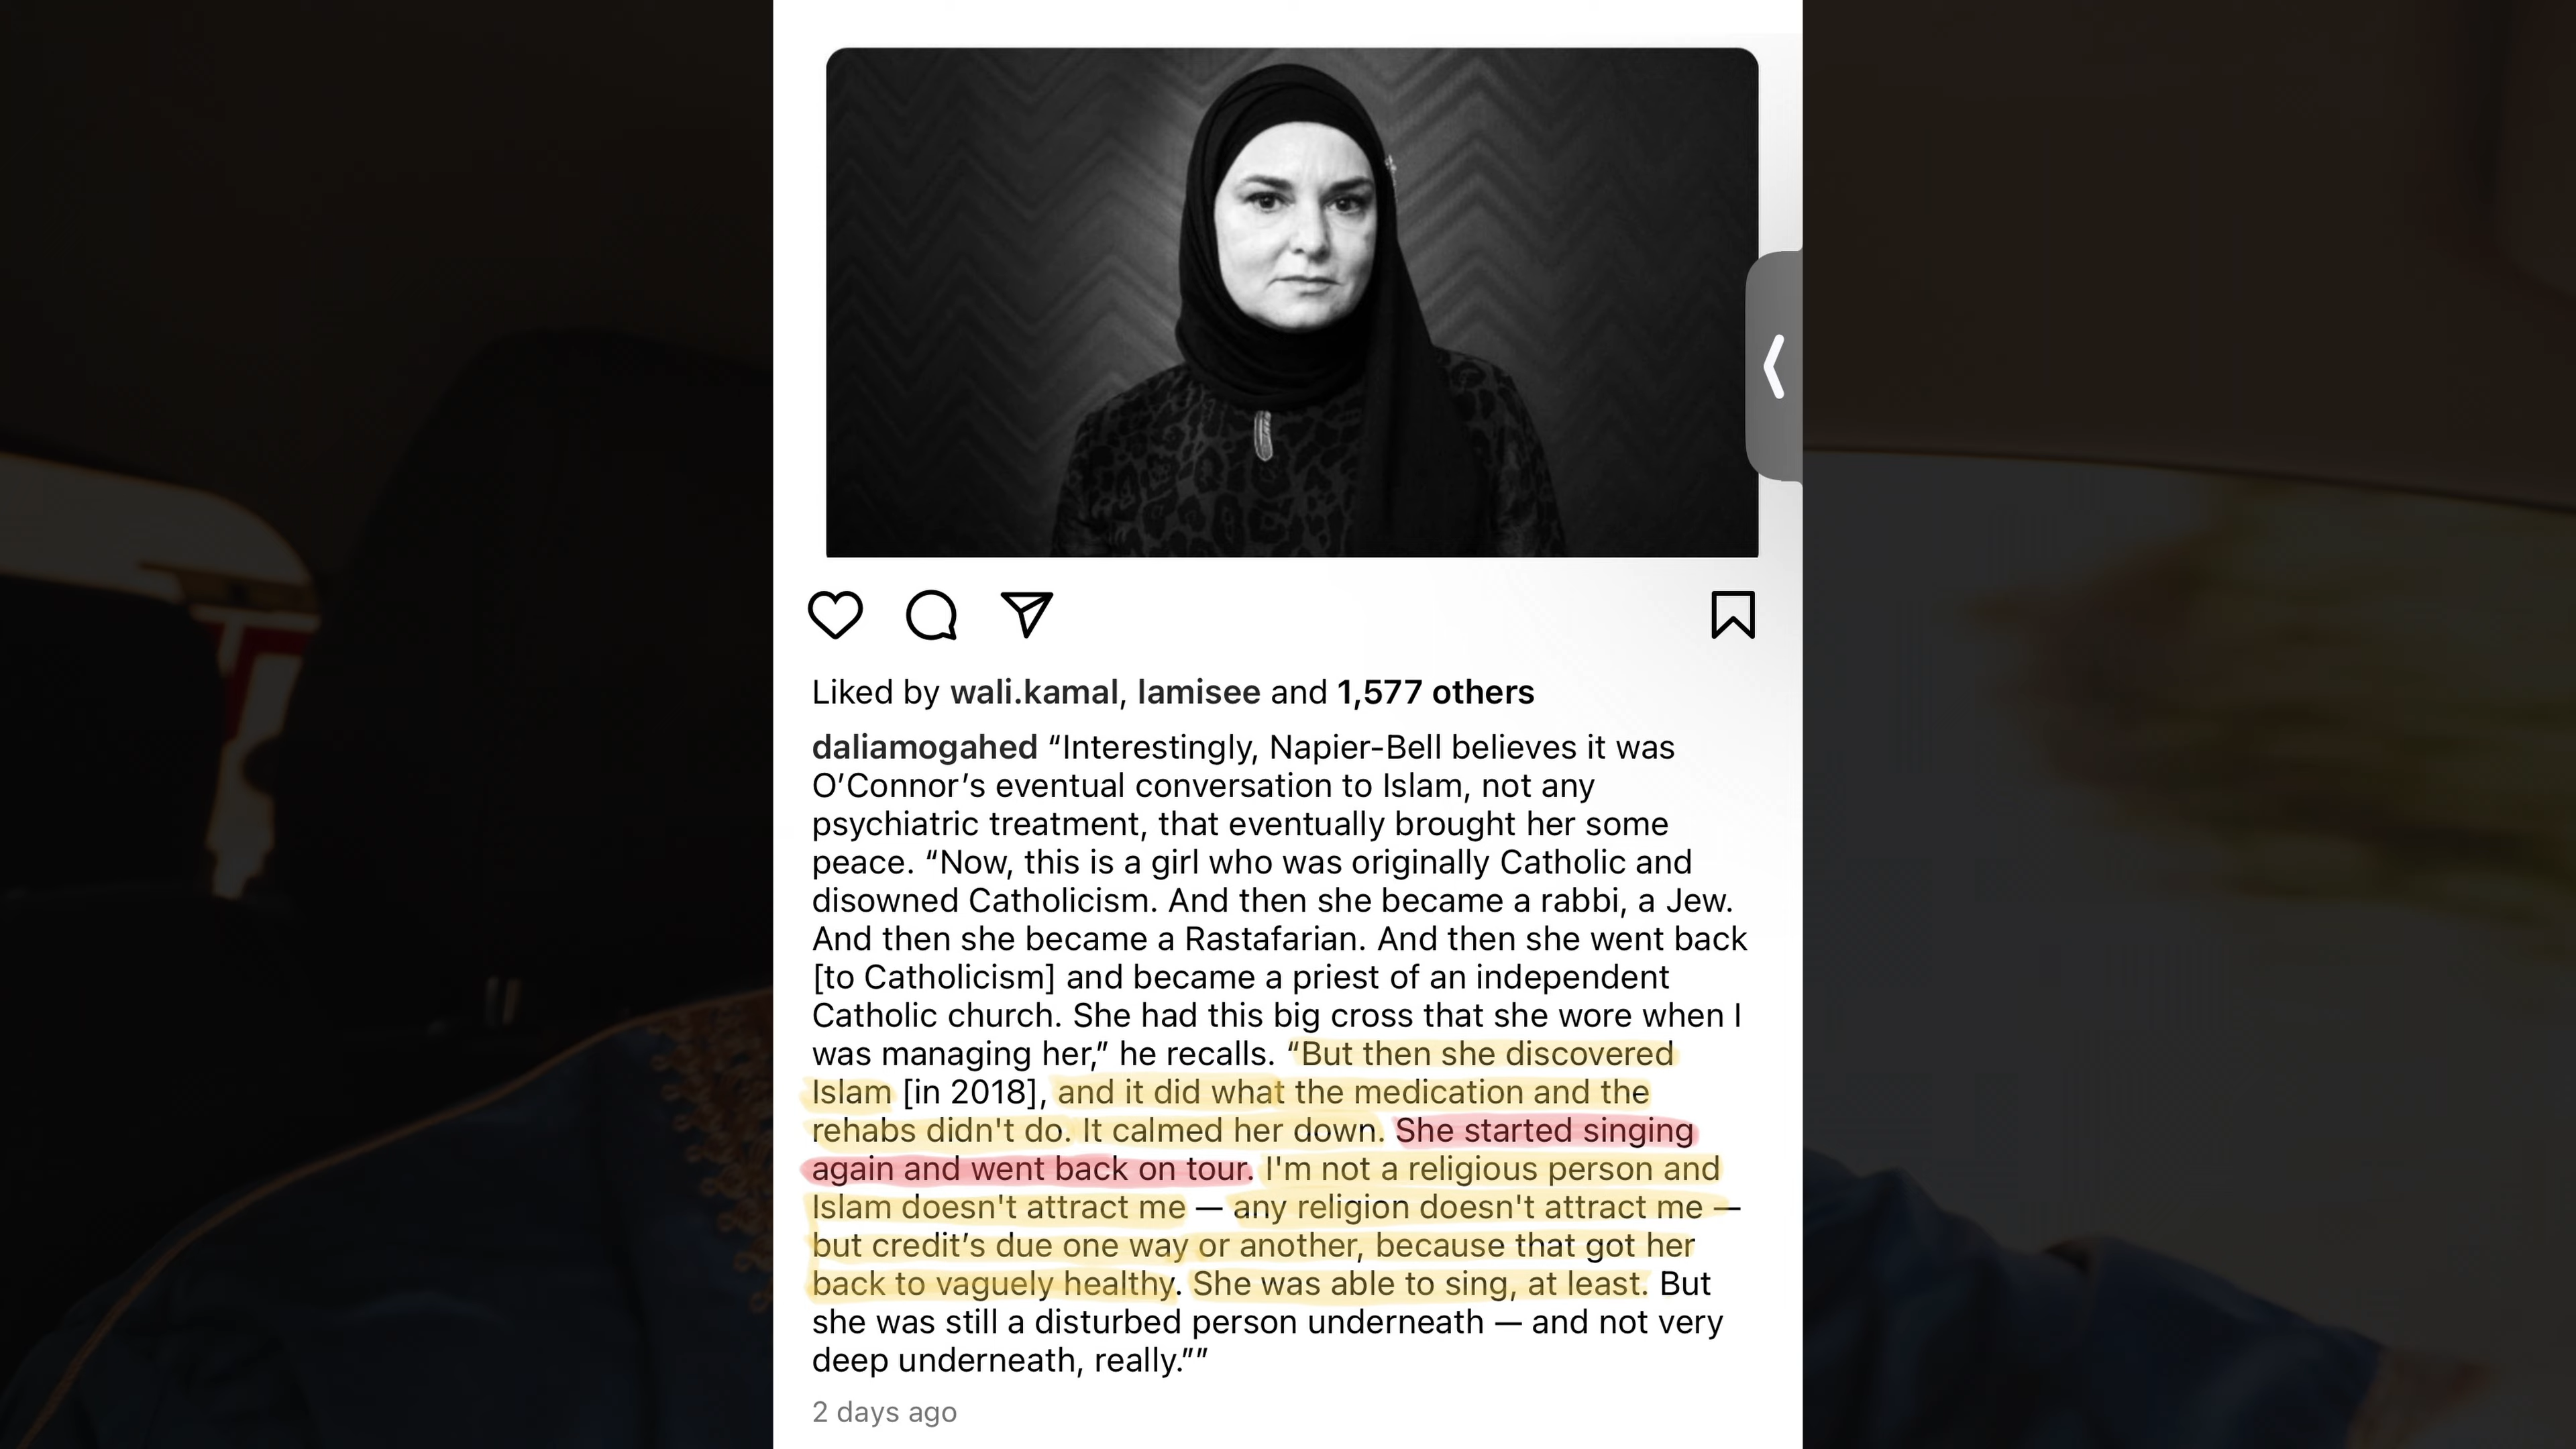 Liked by wali.kamal, lamisee and 1,577 others
daliamogahed “Interestingly, Napier-Bell believes it was
O’Connor’s eventual conversation to Islam, not any
psychiatric treatment, that eventually brought her some
peace. “Now, this is a girl who was originally Catholic and
disowned Catholicism. And then she became a rabbi, a Jew.
And then she became a Rastafarian. And then she went back
[to Catholicism] and became a priest of an independent
Catholic church. She had this big cross that she wore when I
was managing her,” he recalls. “But then she discovered
Islam [in 2018], and it did what the medication and the
rehabs didn't do. It calmed her down. She started singing
again and went back on tour. I'm not a religious person and
Islam doesn't attract me — any religion doesn't attract me —
but credit’s due one way or another, because that got her
back to vaguely healthy. She was able to sing, at least. But
she was still a disturbed person underneath — and not very
deep underneath, really.””
2 days ago